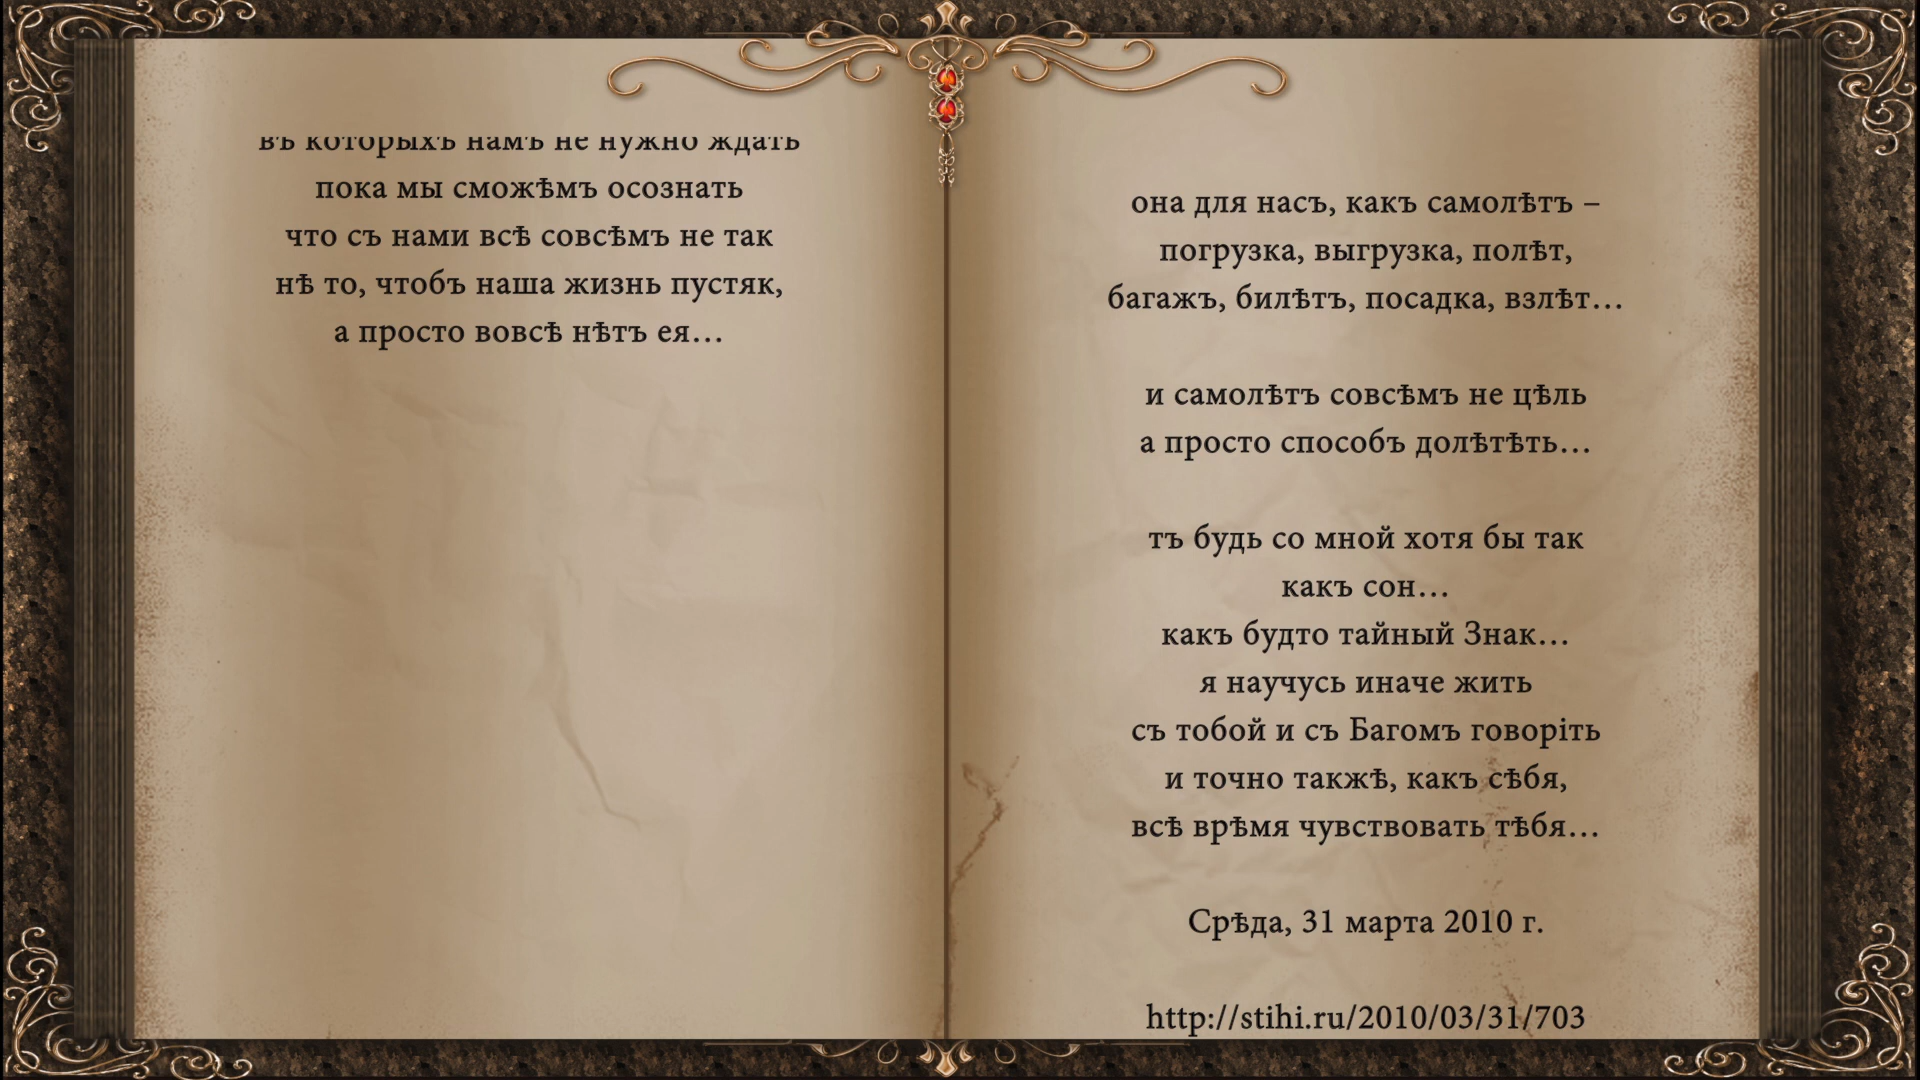 въ которыхъ намъ не нужно ждать
пока мы сможѣмъ осознать
что съ нами всѣ совсѣмъ не так
нѣ то, чтобъ наша жизнь пустяк,
а просто вовсѣ нѣтъ ея…
она для насъ, какъ самолѣтъ –
погрузка, выгрузка, полѣт,
багажъ, билѣтъ, посадка, взлѣт…
и самолѣтъ совсѣмъ не цѣль
а просто способъ долѣтѣть…
тъ будь со мной хотя бы так
какъ сон…
какъ будто тайный Знак…
я научусь иначе жить
съ тобой и съ Багомъ говорiть
и точно такжѣ, какъ сѣбя,
всѣ врѣмя чувствовать тѣбя…
Срѣда, 31 марта 2010 г.
http://stihi.ru/2010/03/31/703